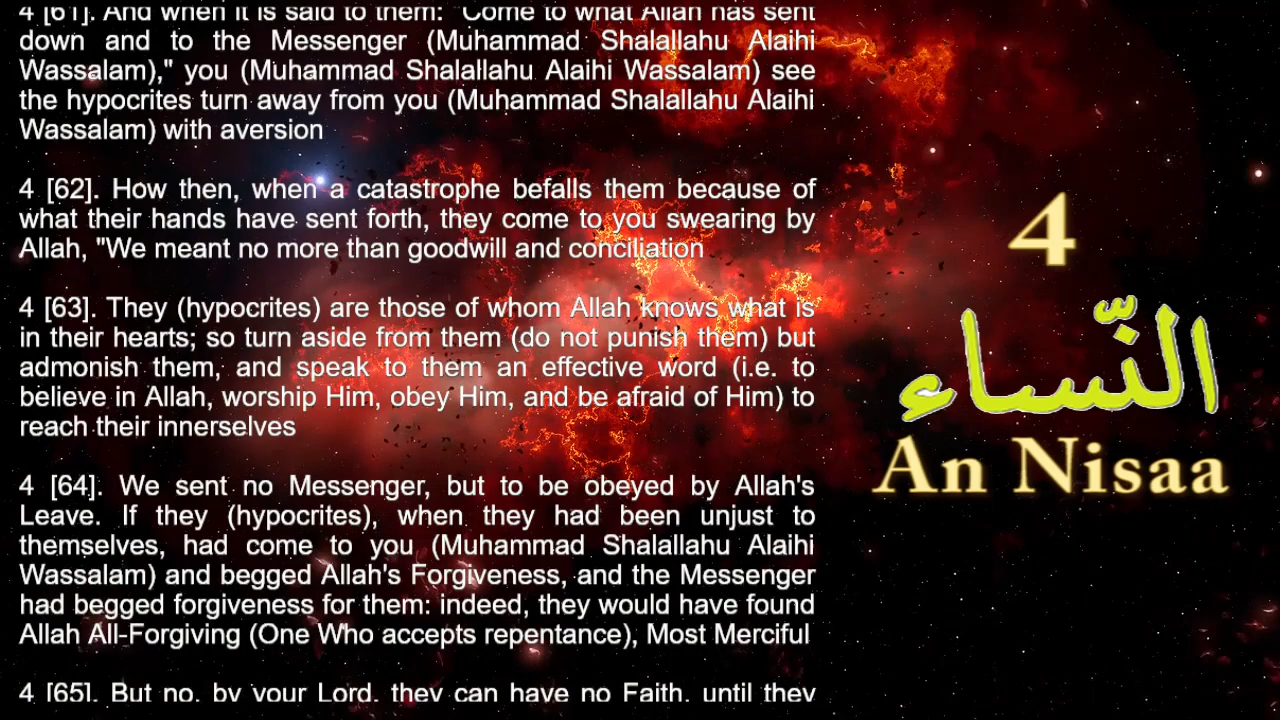 4 [61]. And when it is said to them: "Come to what Allah has sent
down and to the Messenger (Muhammad Shalallahu Alaihi
Wassalam)," you (Muhammad Shalallahu Alaihi Wassalam) see
the hypocrites turn away from you (Muhammad Shalallahu Alaihi
Wassalam) with aversion
4 [62]. How then, when a catastrophe befalls them because of
what their hands have sent forth, they come to you swearing by
Allah, "We meant no more than goodwill and conciliation
4 [63]. They (hypocrites) are those of whom Allah knows what is
in their hearts; so turn aside from them (do not punish them) but
admonish them, and speak to them an effective word (i.e. to
believe in Allah, worship Him, obey Him, and be afraid of Him) to
reach their innerselves
4 [64]. We sent no Messenger, but to be obeyed by Allah's
Leave. If they (hypocrites), when they had been unjust to
themselves, had come to you (Muhammad Shalallahu Alaihi
Wassalam) and begged Allah's Forgiveness, and the Messenger
had begged forgiveness for them: indeed, they would have found
Allah All-Forgiving (One Who accepts repentance), Most Merciful
4 [65]. But no, by your Lord, they can have no Faith, until they
4
النّساء
An Nisaa